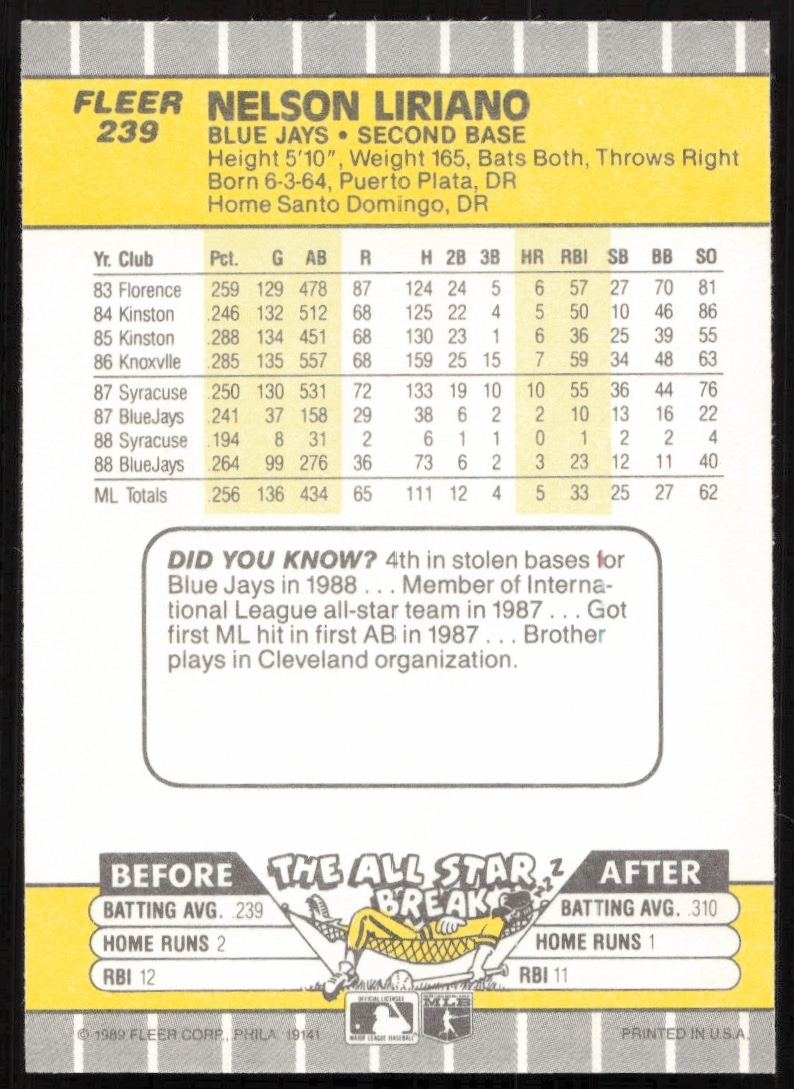 FLEER
239
NELSON LIRIANO
BLUE JAYS • SECOND BASE
Height 5'10", Weight 165, Bats Both, Throws Right
Born 6-3-64, Puerto Plata, DR
Home Santo Domingo, DR
Yr. Club Pct. G AB R H 2B 3B HR RBI SB BB SO
83 Florence .259 129 478 87 124 24 5 6 57 27 70 81
84 Kinston .246 132 512 68 125 22 4 5 50 10 46 86
85 Kinston .288 134 451 68 130 23 1 6 36 25 39 55
86 Knoxvlle .285 135 557 68 159 25 15 7 59 34 48 63
87 Syracuse .250 130 531 72 133 19 10 10 55 36 44 76
87 BlueJays .241 37 158 29 38 6 2 2 10 13 16 22
88 Syracuse .194 8 31 2 6 1 1 0 1 2 2 4
88 BlueJays .264 99 276 36 73 6 2 3 23 12 11 40
ML Totals .256 136 434 65 111 12 4 5 33 25 27 62
DID YOU KNOW? 4th in stolen bases for
Blue Jays in 1988 . . . Member of Interna-
tional League all-star team in 1987 . . . Got
first ML hit in first AB in 1987 . . . Brother
plays in Cleveland organization.
THE ALL STAR
BREAK
zzZZ
BEFORE
BATTING AVG. .239
HOME RUNS 2
RBI 12
AFTER
BATTING AVG. .310
HOME RUNS 1
RBI 11
OFFICIAL LICENSEE
MAJOR LEAGUE BASEBALL
MLB
© 1989 FLEER CORP., PHILA 19141
PRINTED IN U.S.A.